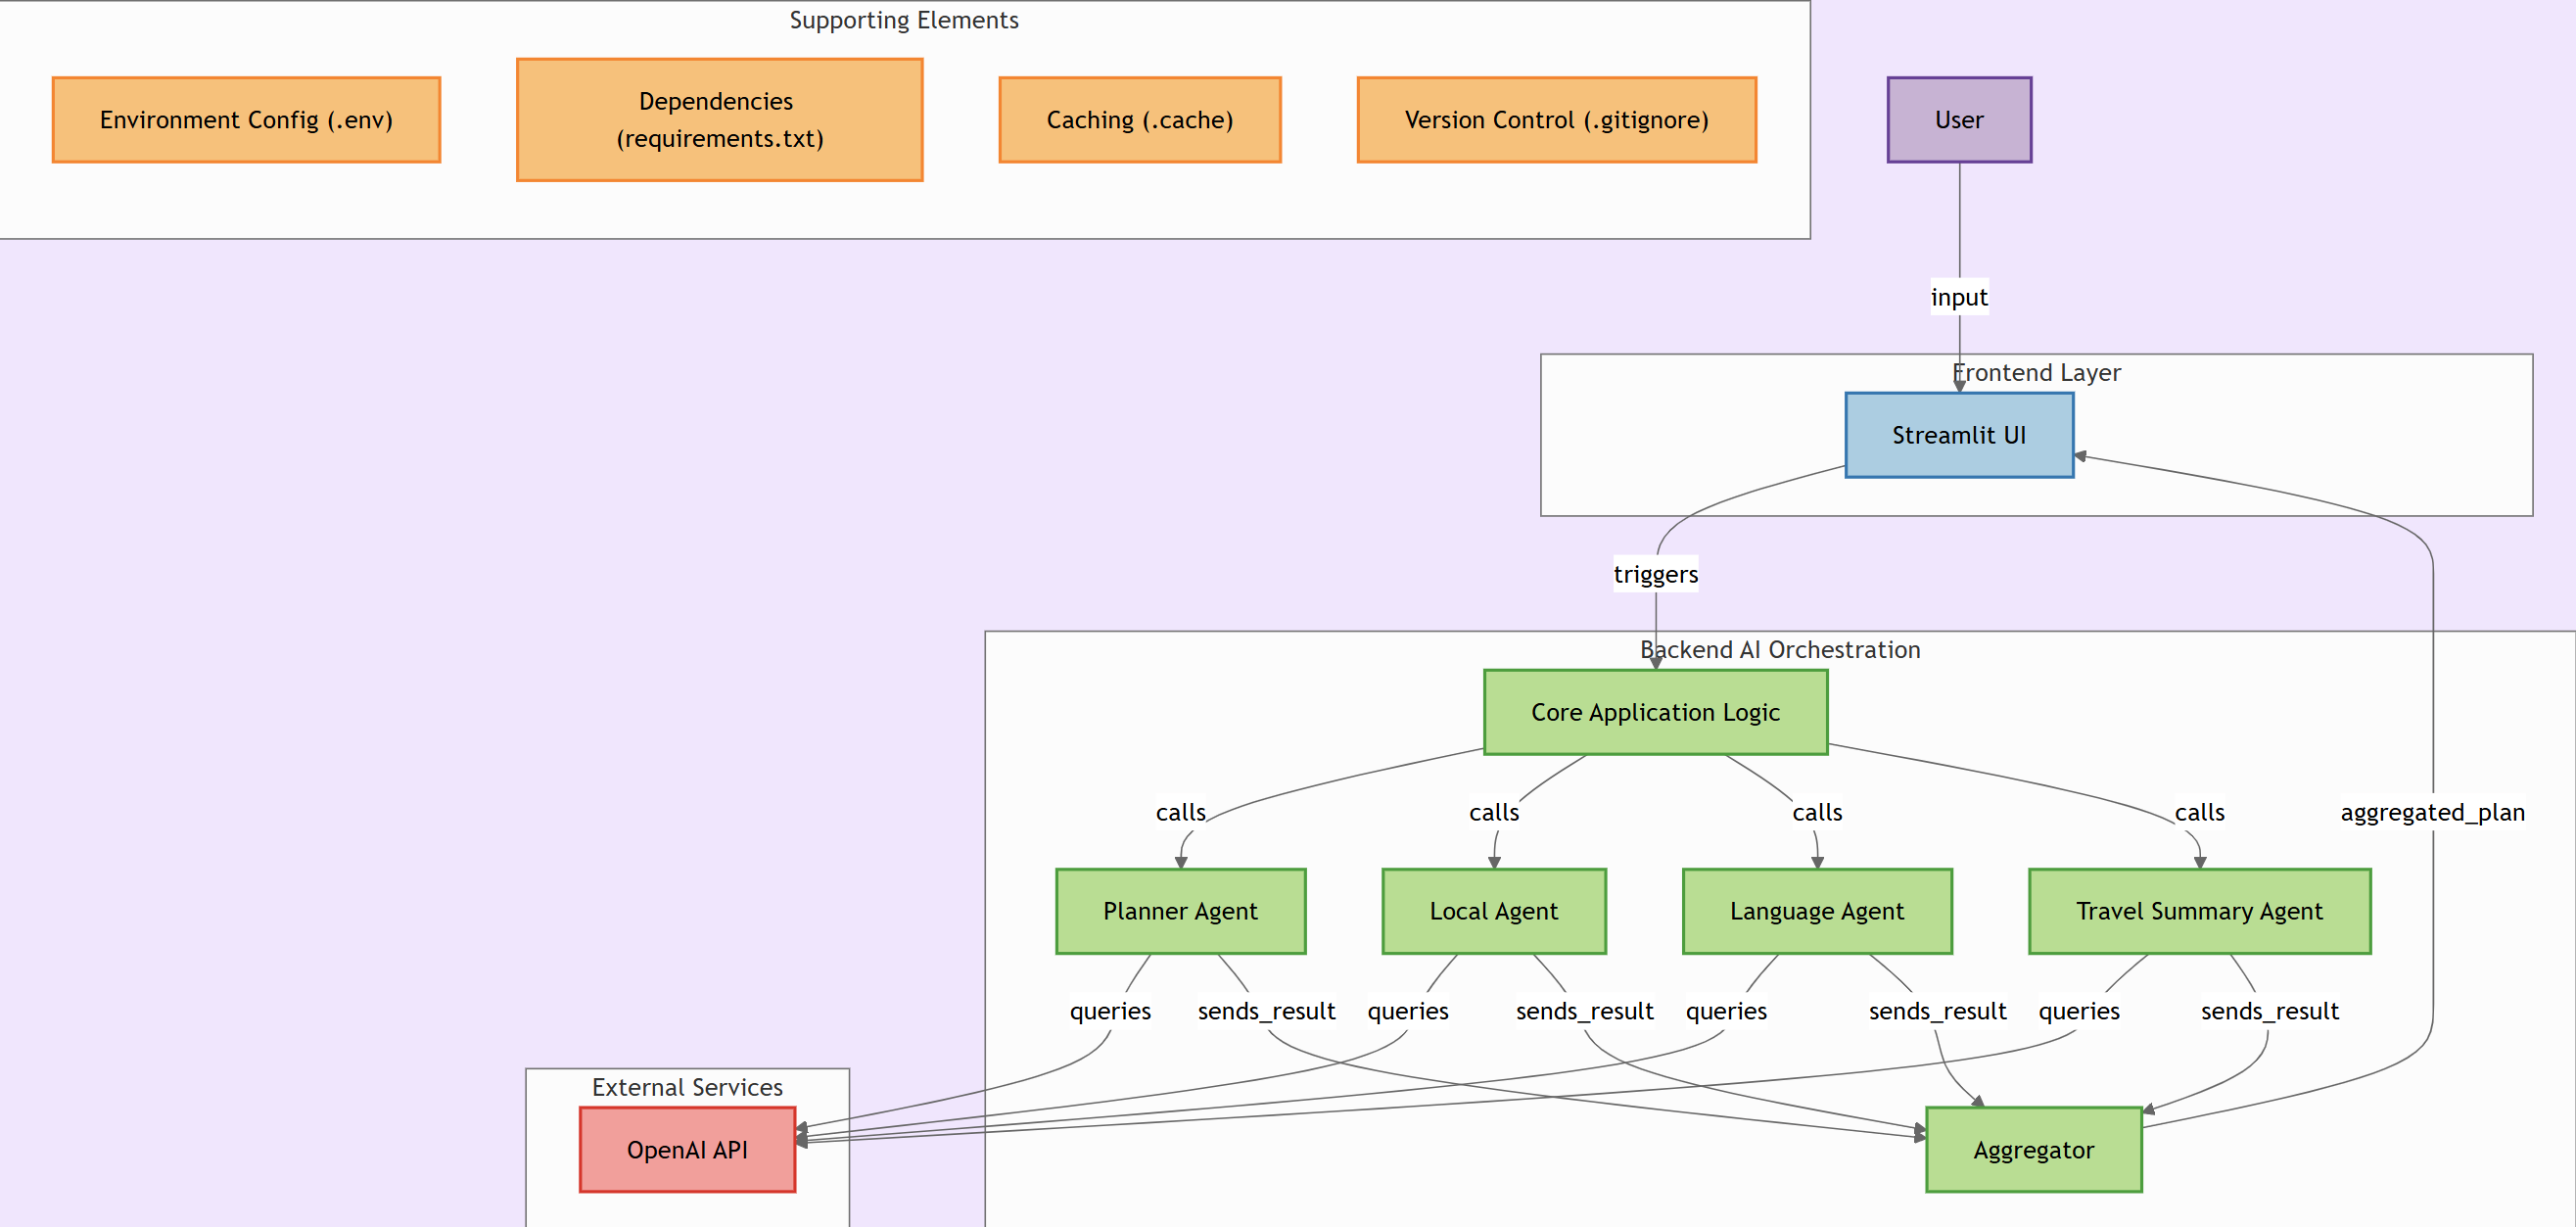 Supporting Elements
Environment Config (.env)
Dependencies
(requirements.txt)
Caching (.cache)
Version Control (.gitignore)
User
input
Frontend Layer
Streamlit UI
triggers
Backend AI Orchestration
Core Application Logic
calls
calls
calls
calls
aggregated_plan
Planner Agent
Local Agent
Language Agent
Travel Summary Agent
queries
sends_result
queries
sends_result
queries
sends_result
queries
sends_result
External Services
OpenAI API
Aggregator